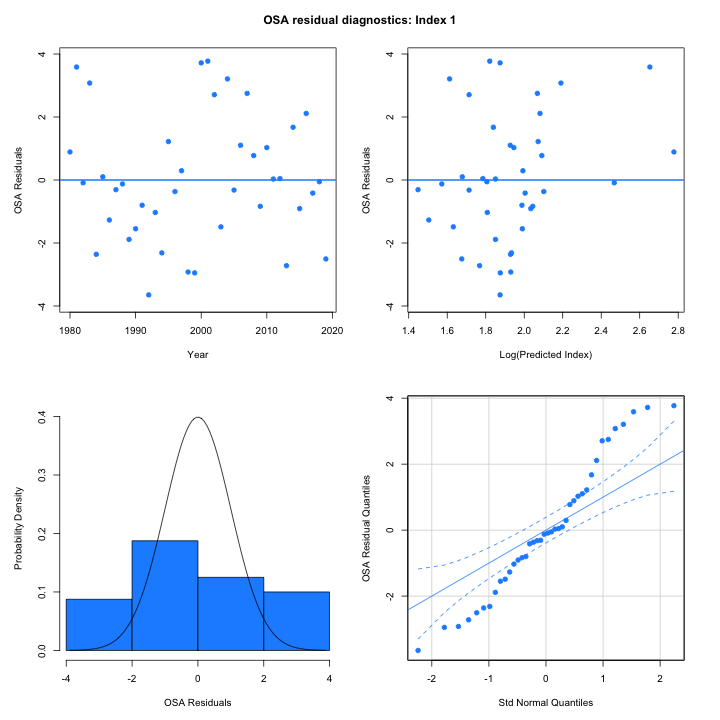 OSA residual diagnostics: Index 1
OSA Residuals
4
2
0
-2
-4
1980 1990 2000 2010 2020
Year
OSA Residuals
4
2
0
-2
-4
1.4 1.6 1.8 2.0 2.2 2.4 2.6 2.8
Log(Predicted Index)
Probability Density
0.4
0.3
0.2
0.1
0.0
-4 -2 0 2 4
OSA Residuals
OSA Residual Quantiles
4
2
0
-2
-2 -1 0 1 2
Std Normal Quantiles